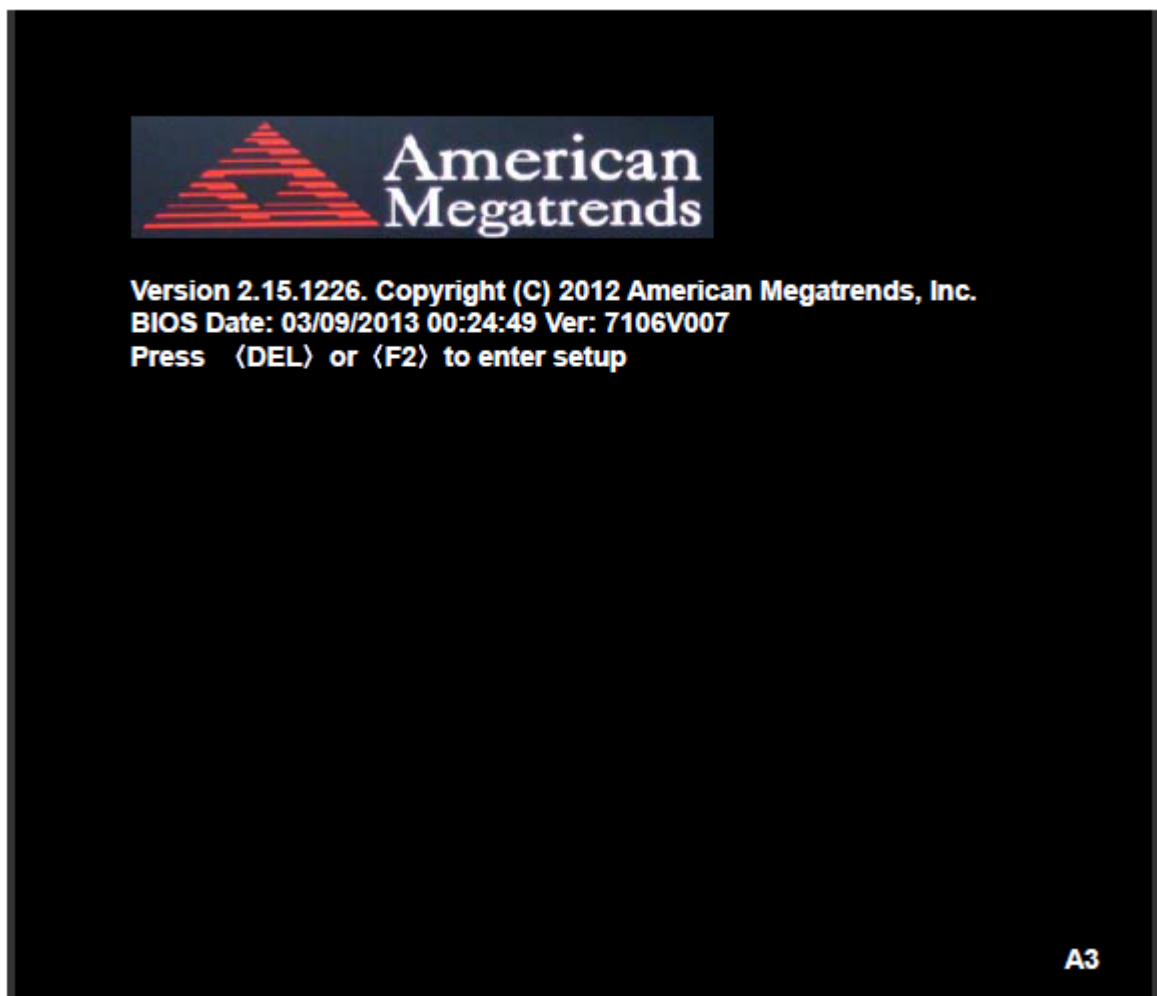 American
Megatrends
Version 2.15.1226. Copyright (C) 2012 American Megatrends, Inc.
BIOS Date: 03/09/2013 00:24:49 Ver: 7106V007
Press 〈DEL〉or〈F2〉to enter setup
A3